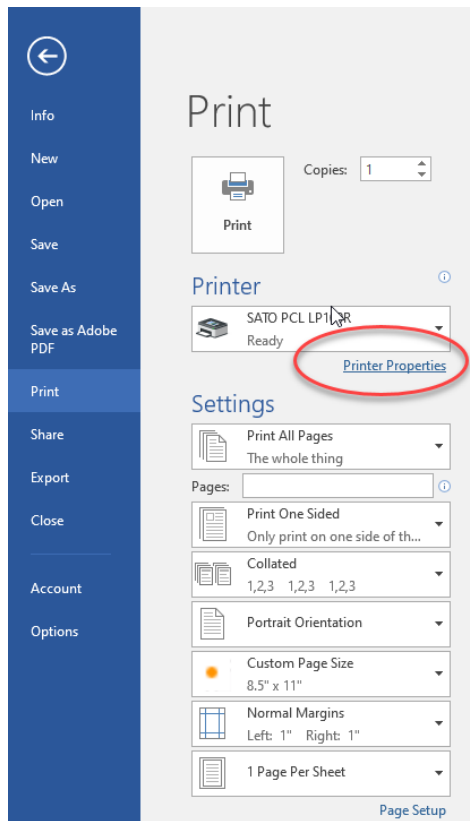 Info
New
Open
Save
Save As
Save as Adobe
PDF
Print
Share
Export
Close
Account
Options
Print
Print
Copies: 1
Printer
SATO PCL
Ready
Printer Properties
Settings
Print All Pages
The whole thing
Pages:
Print One Sided
Only print on one side of th...
Collated
1,2,3 1,2,3 1,2,3
Portrait Orientation
Custom Page Size
8.5" x 11"
Normal Margins
Left: 1" Right: 1"
1 Page Per Sheet
Page Setup